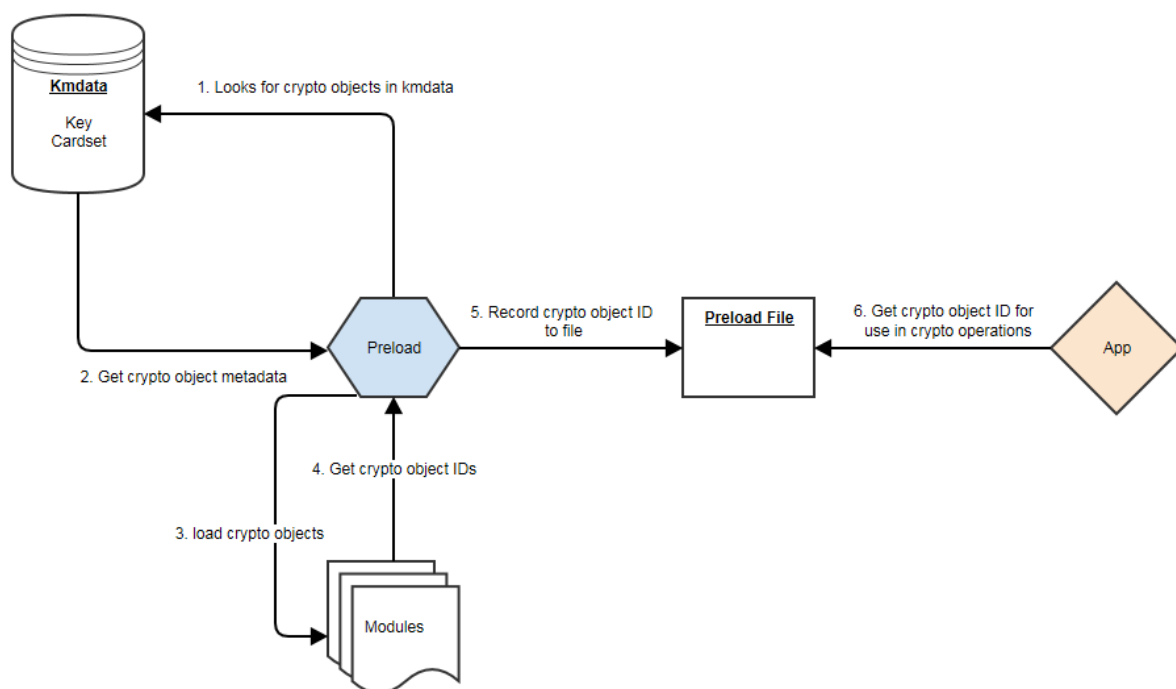 Kmdata
Key
Cardset
1. Looks for crypto objects in kmdata
2. Get crypto object metadata
Preload
5. Record crypto object ID
to file
Preload File
6. Get crypto object ID for
use in crypto operations
App
4. Get crypto object IDs
3. load crypto objects
Modules